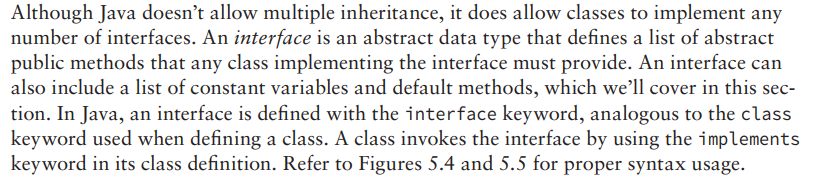 Although Java doesn’t allow multiple inheritance, it does allow classes to implement any
number of interfaces. An interface is an abstract data type that defines a list of abstract
public methods that any class implementing the interface must provide. An interface can
also include a list of constant variables and default methods, which we’ll cover in this sec-
tion. In Java, an interface is defined with the interface keyword, analogous to the class
keyword used when defining a class. A class invokes the interface by using the implements
keyword in its class definition. Refer to Figures 5.4 and 5.5 for proper syntax usage.